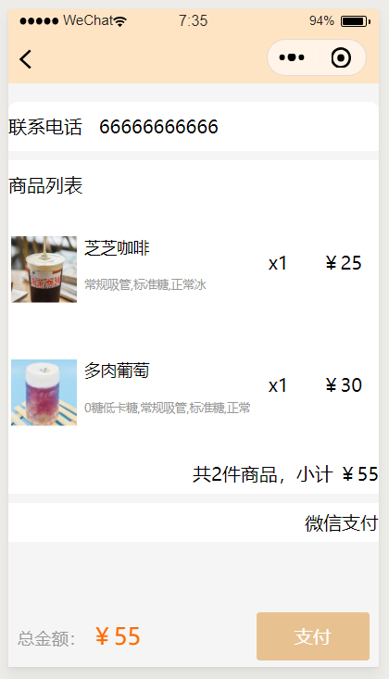 WeChat 7:35 94%
联系电话 66666666666
商品列表
芝芝咖啡
x1 ¥25
常规吸管,标准糖,正常冰
多肉葡萄
x1 ¥30
0糖低卡糖,常规吸管,标准糖,正常
共2件商品，小计 ¥55
微信支付
总金额： ¥55 支付